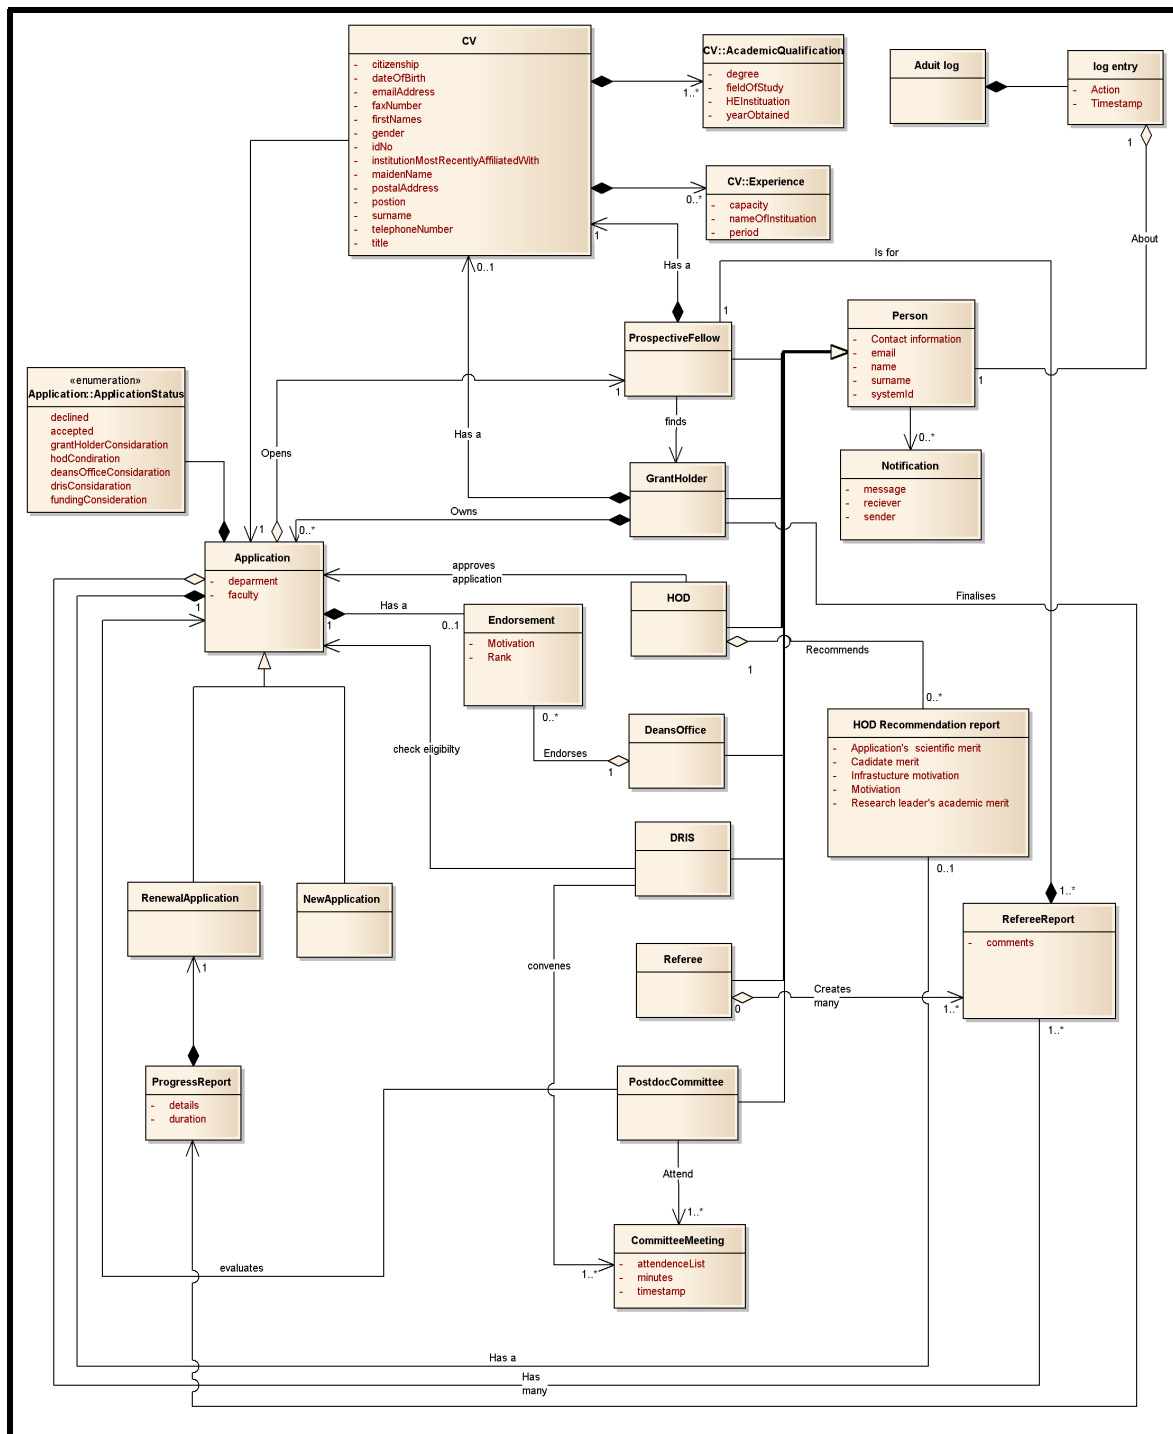 CV
- citizenship
- dateOfBirth
- emailAddress
- faxNumber
- firstNames
- gender
- idNo
- institutionMostRecentlyAffiliatedWith
- maidenName
- postalAddress
- postion
- surname
- telephoneNumber
- title
CV::AcademicQualification
- degree
- fieldOfStudy
- HEInstituation
- yearObtained
1..*
Aduit log
log entry
- Action
- Timestamp
1
About
CV::Experience
- capacity
- nameOfInstituation
- period
0..*
1
Has a
0..1
Is for
1
ProspectiveFellow
Person
- Contact information
- email
- name
- surname
- systemId
1
0..*
«enumeration»
Application::ApplicationStatus
declined
accepted
grantHolderConsidaration
hodCondiration
deansOfficeConsidaration
drisConsidaration
fundingConsideration
1
Opens
finds
Has a
GrantHolder
Notification
- message
- reciever
- sender
Owns
1
0..*
Application
- deparment
- faculty
1
approves
application
HOD
Finalises
Has a
1
0..1
Endorsement
- Motivation
- Rank
0..*
Recommends
1
0..*
HOD Recommendation report
- Application's scientific merit
- Cadidate merit
- Infrastucture motivation
- Motiviation
- Research leader's academic merit
0..1
check eligibilty
Endorses
1
DeansOffice
DRIS
RenewalApplication
NewApplication
1
convenes
Referee
0
Creates
many
1..*
1..*
RefereeReport
- comments
1..*
ProgressReport
- details
- duration
PostdocCommittee
Attend
1..*
CommitteeMeeting
- attendenceList
- minutes
- timestamp
1..*
evaluates
Has a
Has
many